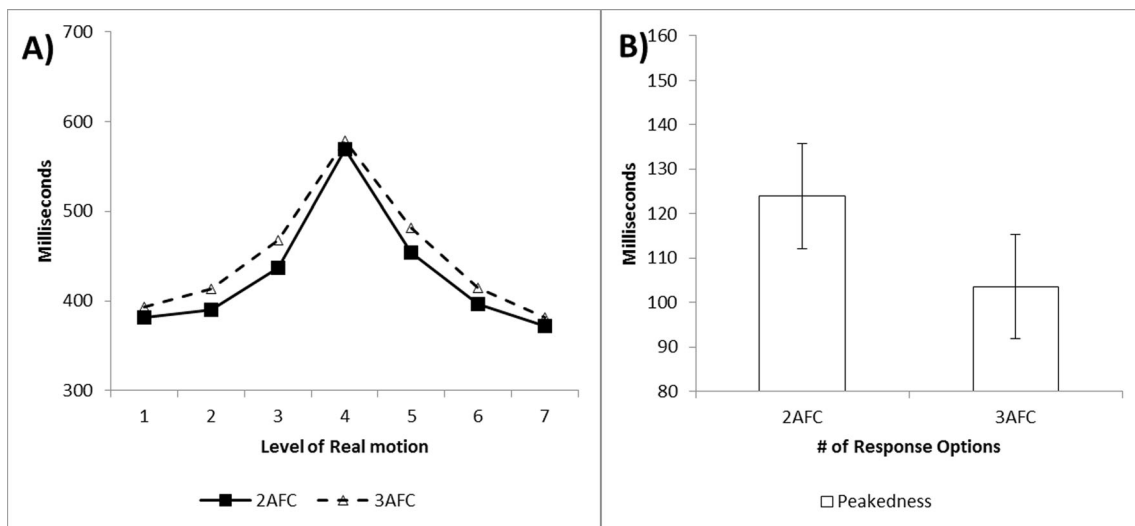 A)
700
600
500
400
300
Milliseconds
1 2 3 4 5 6 7
Level of Real motion
2AFC 3AFC
B)
160
150
140
130
120
110
100
90
80
Milliseconds
2AFC 3AFC
# of Response Options
Peakedness